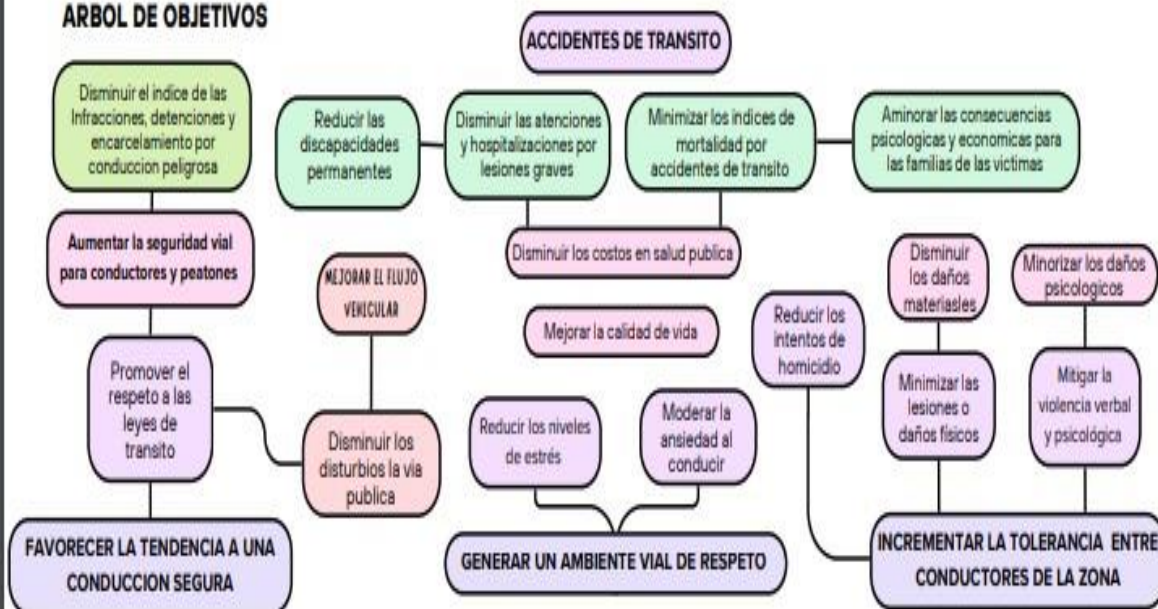 ARBOL DE OBJETIVOS
ACCIDENTES DE TRANSITO
Disminuir el indice de las
Infracciones, detenciones y
encarcelamiento por
conduccion peligrosa
Reducir las
discapacidades
permanentes
Disminuir las atenciones
y hospitalizaciones por
lesiones graves
Minimizar los indices de
mortalidad por
accidentes de transito
Aminorar las consecuencias
psicologicas y economicas para
las familias de las victimas
Aumentar la seguridad vial
para conductores y peatones
MEJORAR EL FLUJO
VEHICULAR
Disminuir los costos en salud publica
Mejorar la calidad de vida
Reducir los
intentos de
homicidio
Disminuir
los daños
materiasles
Minorizar los daños
psicologicos
Promover el
respeto a las
leyes de
transito
Disminuir los
disturbios la via
publica
Reducir los niveles
de estrés
Moderar la
ansiedad al
conducir
Minimizar las
lesiones o
daños físicos
Mitigar la
violencia verbal
y psicológica
FAVORECER LA TENDENCIA A UNA
CONDUCCION SEGURA
GENERAR UN AMBIENTE VIAL DE RESPETO
INCREMENTAR LA TOLERANCIA ENTRE
CONDUCTORES DE LA ZONA